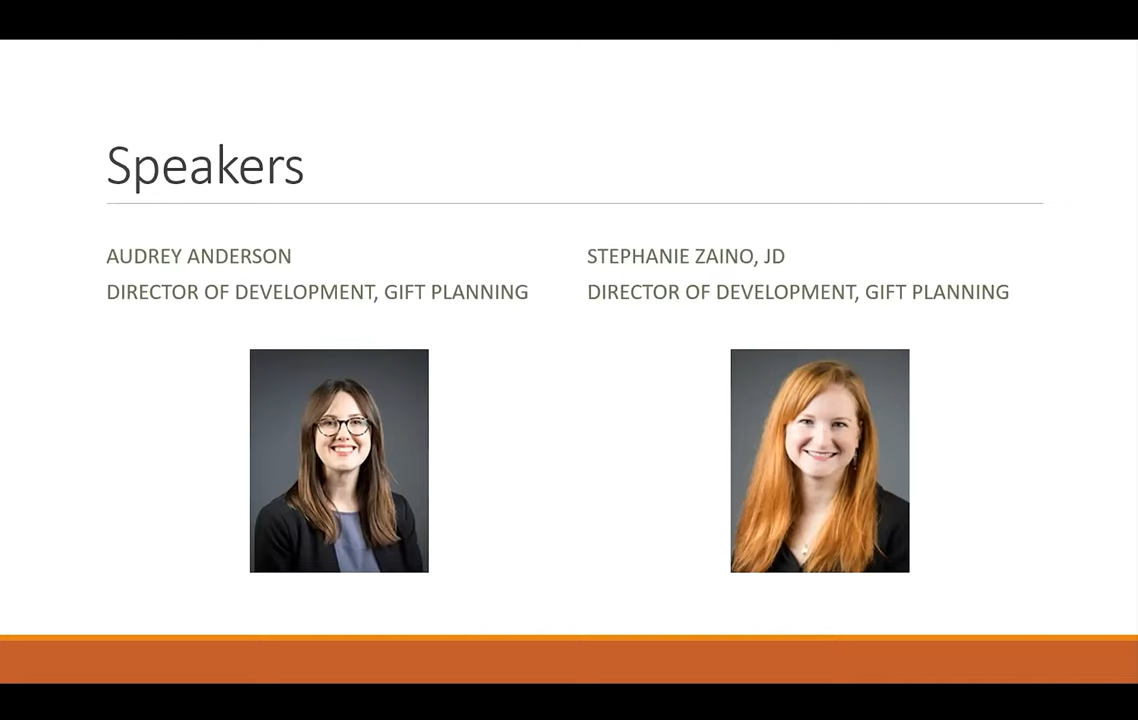 Speakers
AUDREY ANDERSON
DIRECTOR OF DEVELOPMENT, GIFT PLANNING
STEPHANIE ZAINO, JD
DIRECTOR OF DEVELOPMENT, GIFT PLANNING